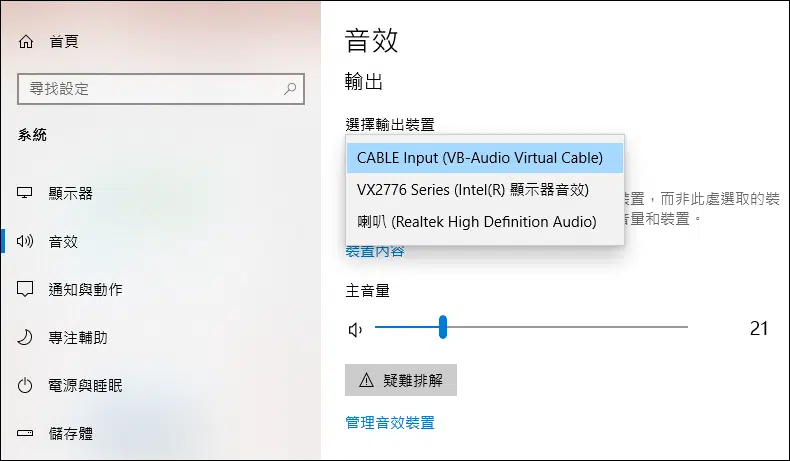 首頁
尋找設定
系統
顯示器
音效
通知與動作
專注輔助
電源與睡眠
儲存體
音效
輸出
選擇輸出裝置
CABLE Input (VB-Audio Virtual Cable)
VX2776 Series (Intel(R) 顯示器音效)
喇叭 (Realtek High Definition Audio)
裝置，而非此處選取的裝
音量和裝置。
裝置內容
主音量
21
疑難排解
管理音效裝置